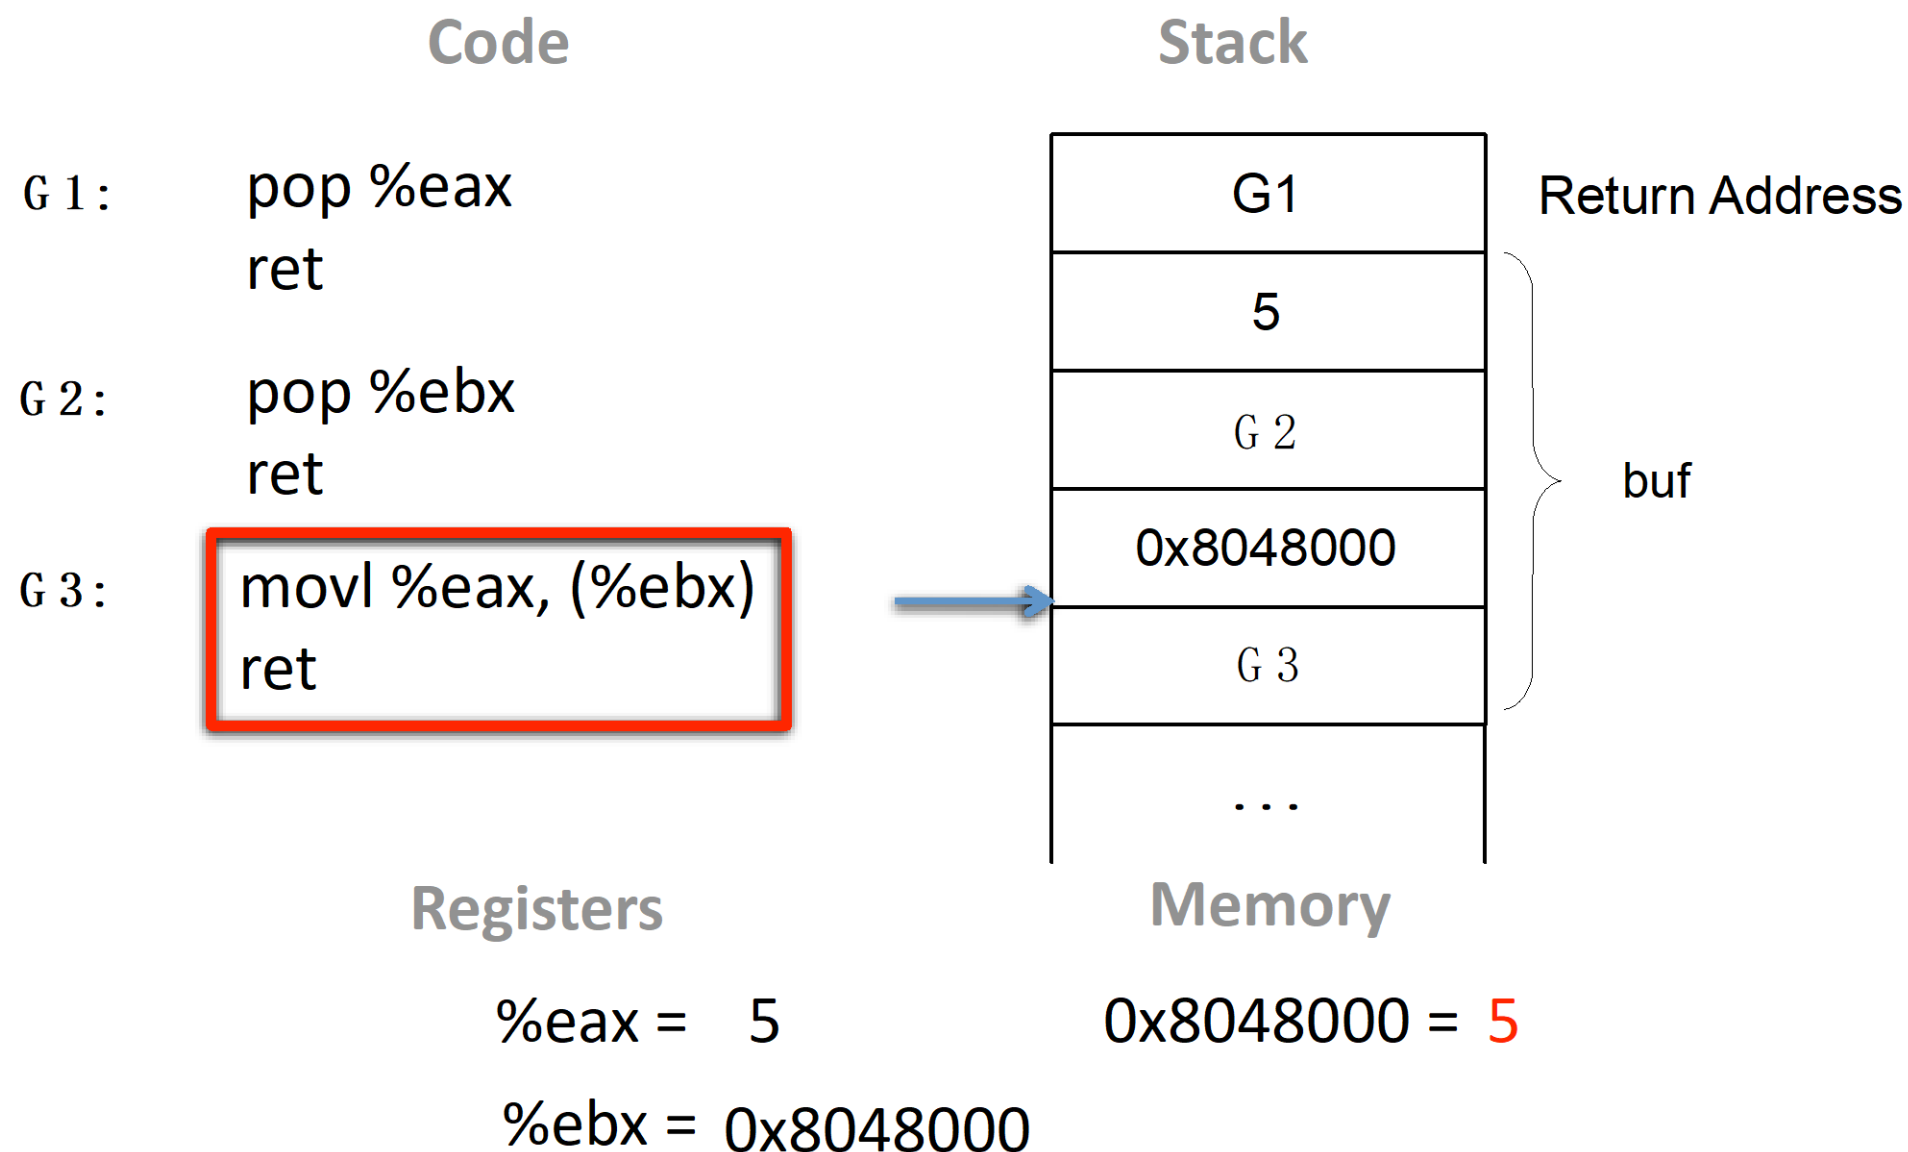 Code
G1: pop %eax
ret
G2: pop %ebx
ret
G3: movl %eax, (%ebx)
ret
Stack
G1 Return Address
5
G2
0x8048000
G3
...
buf
Registers
%eax = 5
%ebx = 0x8048000
Memory
0x8048000 = 5